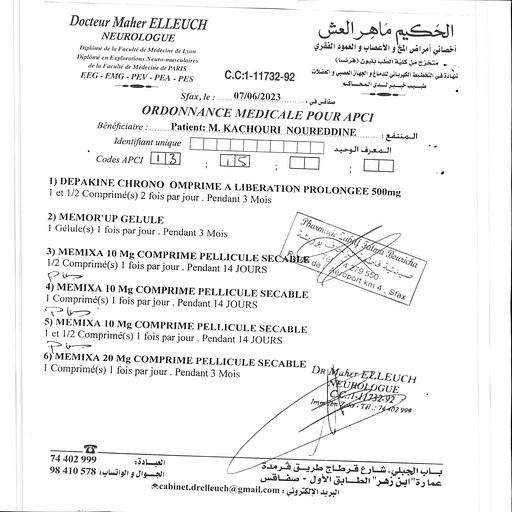 Docteur Maher ELLEUCH
NEUROLOGUE
Diplômé de la Faculté de Médecine de Lyon
Diplômé en Explorations Neuro-musculaires
de la Faculté de Médecine de PARIS
EEG - EMG - PEV - PEA - PES
الحكيم ماهر العش
أخصائي أمراض المخ و الأعصاب و العمود الفقري
متخرج من كلية الطب بليون (فرنسا)
شهادة في التخطيط الكهربائي للدماغ و الجهاز العصبي و العضلات
طبيب خبير لدى المحاكم
C.C:1-11732-92
Sfax, le : 07/06/2023 صفاقس في :
ORDONNANCE MEDICALE POUR APCI
Bénéficiaire : Patient: M. KACHOURI NOUREDDINE المنتفع :
Identifiant unique المعرف الوحيد
Codes APCI 13 ; 15 ; ;
1) DEPAKINE CHRONO OMPRIME A LIBERATION PROLONGEE 500mg
1 et 1/2 Comprimé(s) 2 fois par jour . Pendant 3 Mois
2) MEMOR'UP GELULE
1 Gélule(s) 1 fois par jour . Pendant 3 Mois
3) MEMIXA 10 Mg COMPRIME PELLICULE SECABLE
1/2 Comprimé(s) 1 fois par jour . Pendant 14 JOURS
Puis
4) MEMIXA 10 Mg COMPRIME PELLICULE SECABLE
1 Comprimé(s) 1 fois par jour . Pendant 14 JOURS
Puis
5) MEMIXA 10 Mg COMPRIME PELLICULE SECABLE
1 et 1/2 Comprimé(s) 1 fois par jour . Pendant 14 JOURS
Puis
6) MEMIXA 20 Mg COMPRIME PELLICULE SECABLE
1 Comprimé(s) 1 fois par jour . Pendant 3 Mois
Pharmacie
279 550
Aéroport km 4 . Sfax
DR Maher ELLEUCH
NEUROLOGUE
C.C.:1-11732-92
Imm Ibn Zohr - Tél.: 74 402 999
74 402 999 العيادة :
98 410 578 الجوال و الواتساب :
باب الجبلي، شارع قرطاج طريق قرمدة
عمارة "ابن زهر" الطابق الأول - صفاقس
cabinet.drelleuch@gmail.com : البريد الإلكتروني